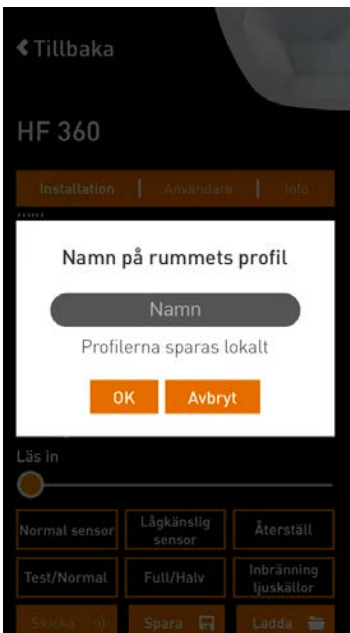 Tillbaka
HF 360
Installation | Användare | Info
Namn på rummets profil
Namn
Profilerna sparas lokalt
OK Avbryt
Läs in
Normal sensor Lågkänslig sensor Återställ
Test/Normal Full/Halv Inbränning ljuskällor
Skicka Spara Ladda